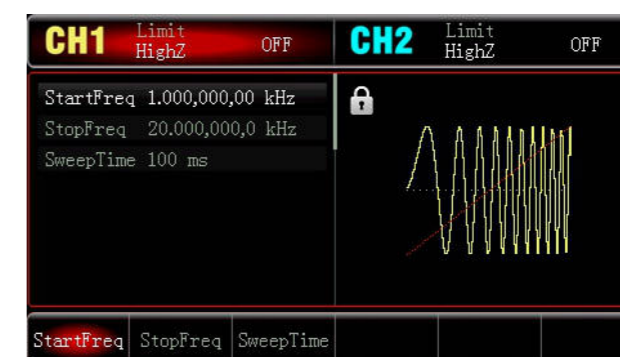 CH1 Limit HighZ OFF CH2 Limit HighZ OFF
StartFreq 1.000,000,00 kHz
StopFreq 20.000,000,0 kHz
SweepTime 100 ms
StartFreq StopFreq SweepTime